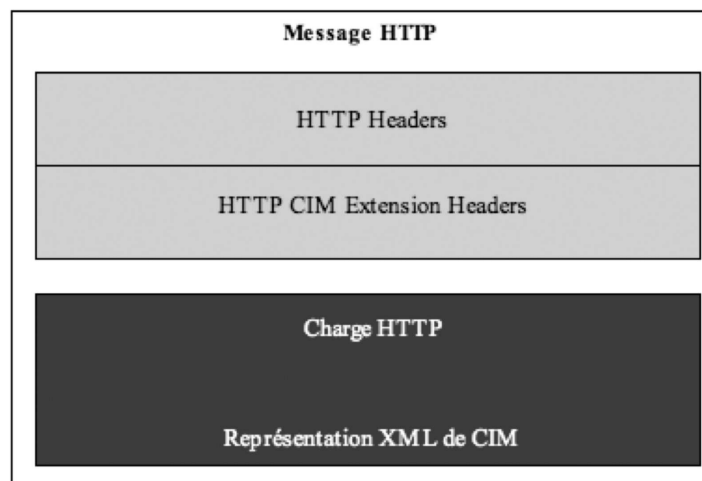 Message HTTP
HTTP Headers
HTTP CIM Extension Headers
Charge HTTP
Représentation XML de CIM